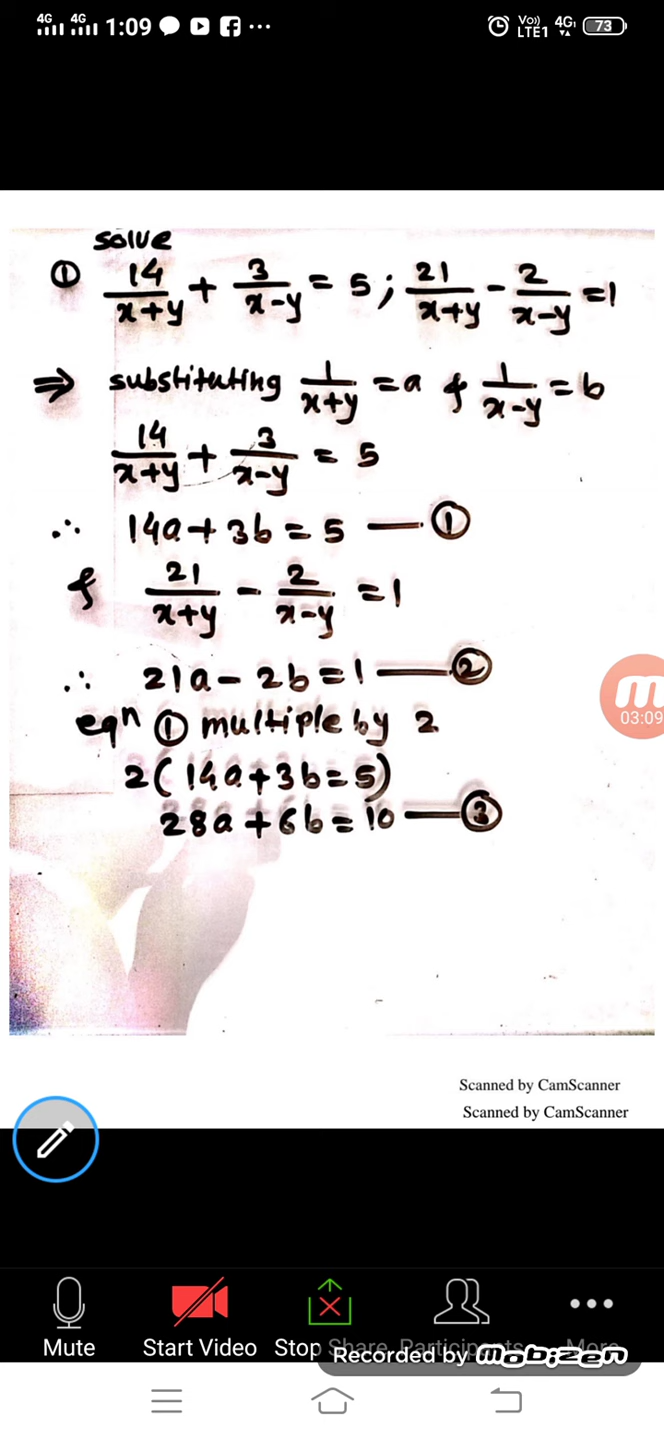 4G 4G 1:09 ... Vo)) LTE1 4G 73
solve
① 14/x+y + 3/x-y = 5; 21/x+y - 2/x-y =1
⇒ substituting 1/x+y = a & 1/x-y = b
14/x+y + 3/x-y = 5
∴ 14a+3b=5 — ①
& 21/x+y - 2/x-y =1
∴ 21a-2b=1 — ②
03:09
eqn ① multiple by 2
2(14a+3b=5)
28a+6b=10 — ③
Scanned by CamScanner
Scanned by CamScanner
Mute Start Video Stop Share Participants More
Recorded by mobizen